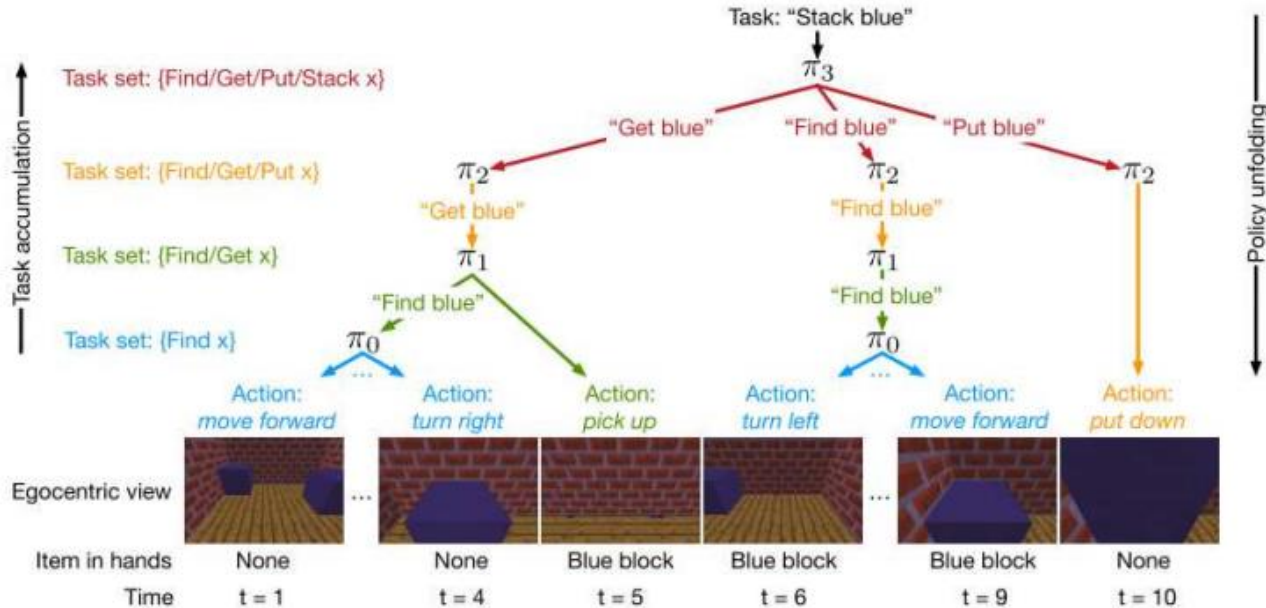 Task: "Stack blue"
Task set: {Find/Get/Put/Stack x}
π3
"Get blue" "Find blue" "Put blue"
Task set: {Find/Get/Put x}
π2 π2 π2
"Get blue" "Find blue"
Task set: {Find/Get x}
π1 π1
"Find blue" "Find blue"
Task set: {Find x}
π0 π0
... ...
Action: Action: Action: Action: Action: Action:
move forward turn right pick up turn left move forward put down
Egocentric view ... ...
Item in hands None None Blue block Blue block Blue block None
Time t = 1 t = 4 t = 5 t = 6 t = 9 t = 10
Task accumulation
Policy unfolding